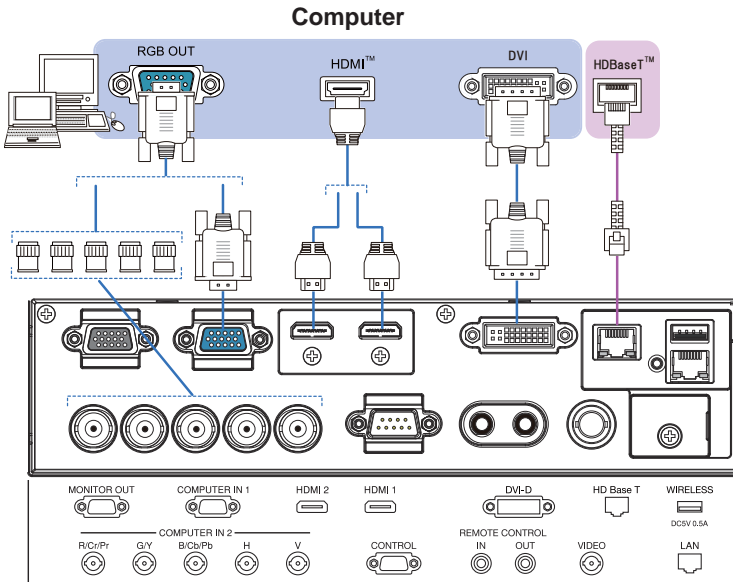 Computer
RGB OUT
HDMI™
DVI
HDBaseT™
MONITOR OUT
COMPUTER IN 1
HDMI 2
HDMI 1
DVI-D
HD Base T
WIRELESS
DC5V 0.5A
COMPUTER IN 2
REMOTE CONTROL
R/Cr/Pr
G/Y
B/Cb/Pb
H
V
CONTROL
IN
OUT
VIDEO
LAN